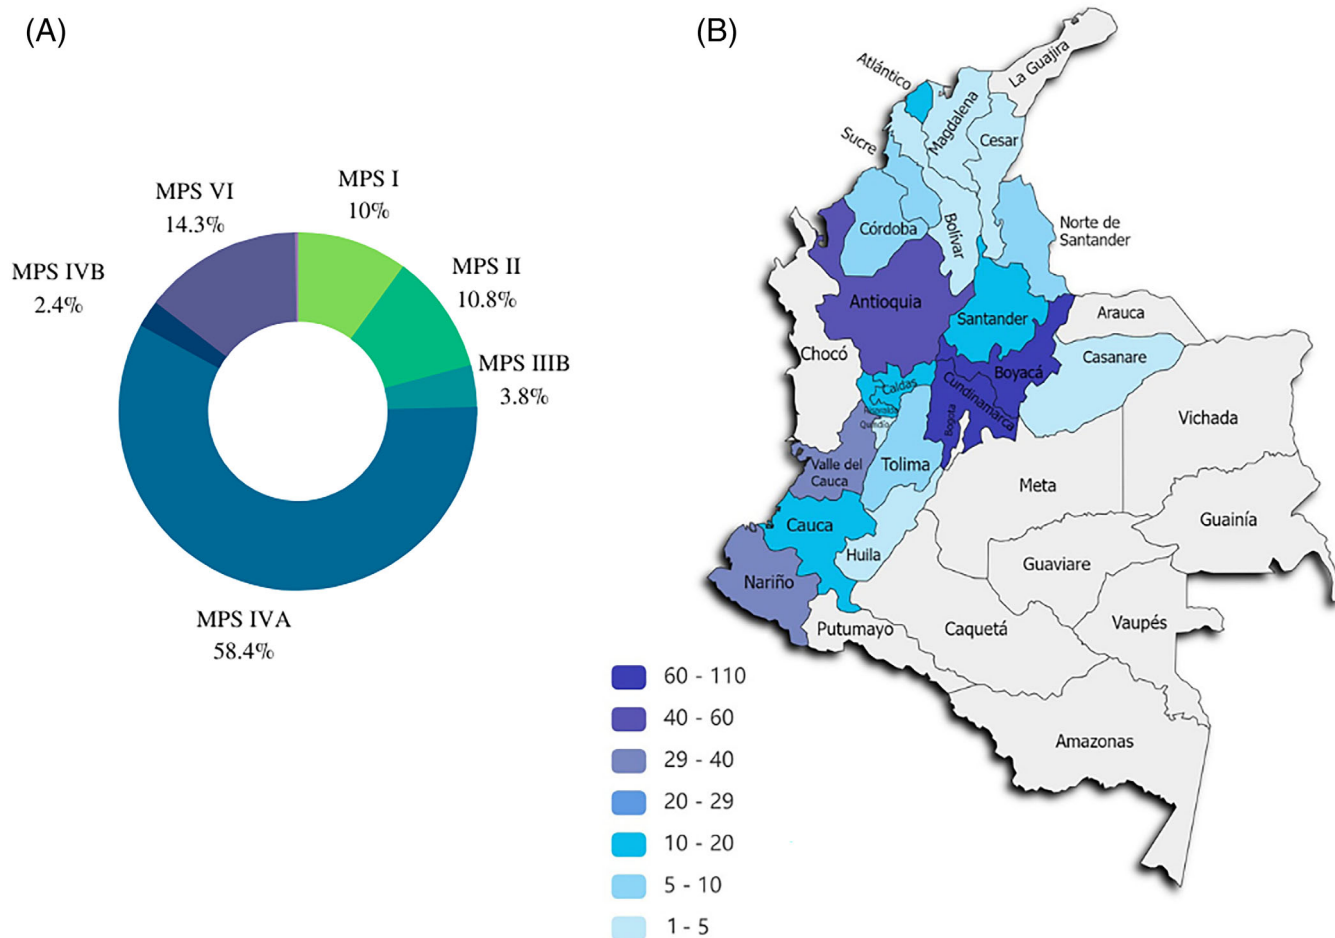 (A)
MPS VI
14.3%
MPS I
10%
MPS IVB
2.4%
MPS II
10.8%
MPS IIIB
3.8%
MPS IVA
58.4%
(B)
La Guajira
Atlántico
Magdalena
Cesar
Sucre
Córdoba
Bolívar
Norte de
Santander
Antioquia
Santander
Arauca
Chocó
Boyacá
Casanare
Caldas
Cundinamarca
Risaralda
Quindío
Bogota
Vichada
Valle del
Cauca
Tolima
Meta
Guainía
Cauca
Huila
Guaviare
Nariño
Putumayo
Caquetá
Vaupés
Amazonas
60 - 110
40 - 60
29 - 40
20 - 29
10 - 20
5 - 10
1 - 5